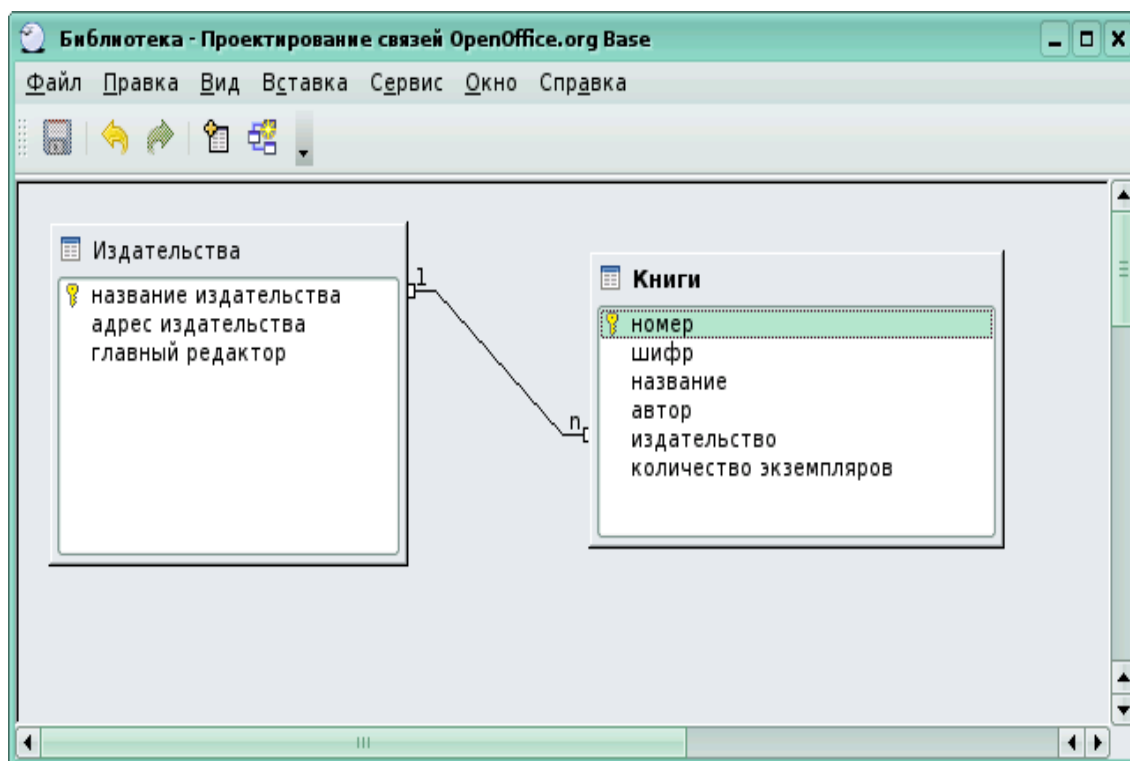 Библиотека - Проектирование связей OpenOffice.org Base
Файл Правка Вид Вставка Сервис Окно Справка
Издательства
название издательства
адрес издательства
главный редактор
1
n
Книги
номер
шифр
название
автор
издательство
количество экземпляров